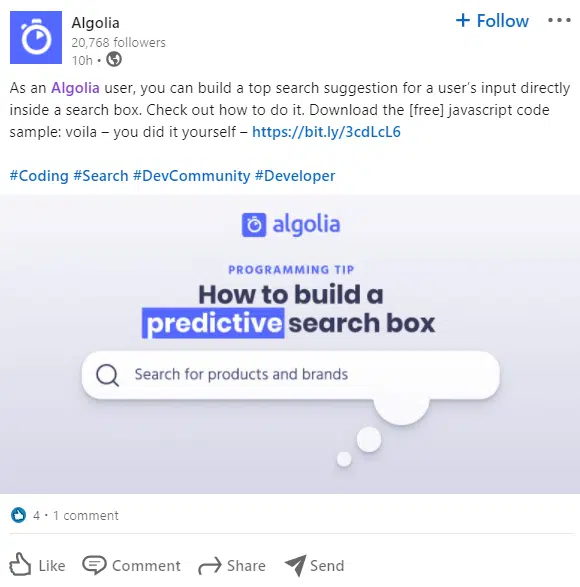 Algolia
+ Follow
20,768 followers
10h •
As an Algolia user, you can build a top search suggestion for a user’s input directly
inside a search box. Check out how to do it. Download the [free] javascript code
sample: voila – you did it yourself – https://bit.ly/3cdLcL6
#Coding #Search #DevCommunity #Developer
algolia
PROGRAMMING TIP
How to build a
predictive search box
Search for products and brands
4 · 1 comment
Like Comment Share Send